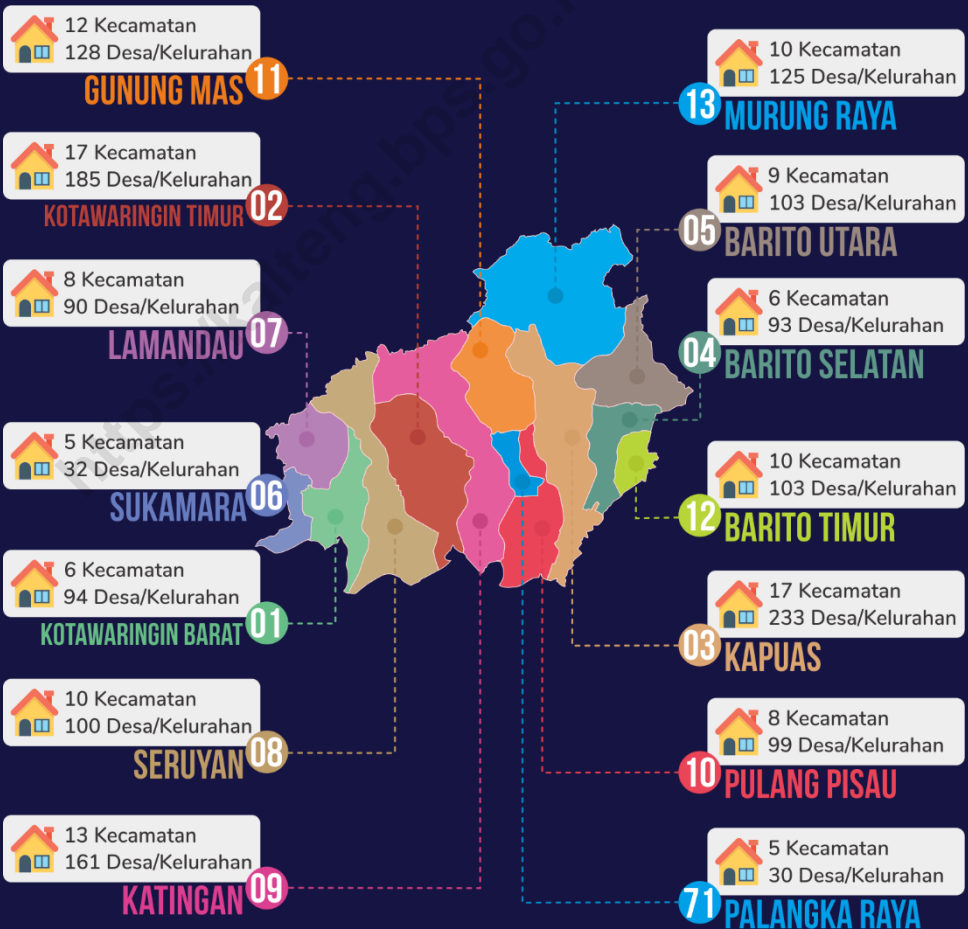 12 Kecamatan
128 Desa/Kelurahan
GUNUNG MAS 11
17 Kecamatan
185 Desa/Kelurahan
KOTAWARINGIN TIMUR 02
8 Kecamatan
90 Desa/Kelurahan
LAMANDAU 07
5 Kecamatan
32 Desa/Kelurahan
SUKAMARA 06
6 Kecamatan
94 Desa/Kelurahan
KOTAWARINGIN BARAT 01
10 Kecamatan
100 Desa/Kelurahan
SERUYAN 08
13 Kecamatan
161 Desa/Kelurahan
KATINGAN 09
10 Kecamatan
125 Desa/Kelurahan
13 MURUNG RAYA
9 Kecamatan
103 Desa/Kelurahan
05 BARITO UTARA
6 Kecamatan
93 Desa/Kelurahan
04 BARITO SELATAN
10 Kecamatan
103 Desa/Kelurahan
12 BARITO TIMUR
17 Kecamatan
233 Desa/Kelurahan
03 KAPUAS
8 Kecamatan
99 Desa/Kelurahan
10 PULANG PISAU
5 Kecamatan
30 Desa/Kelurahan
71 PALANGKA RAYA